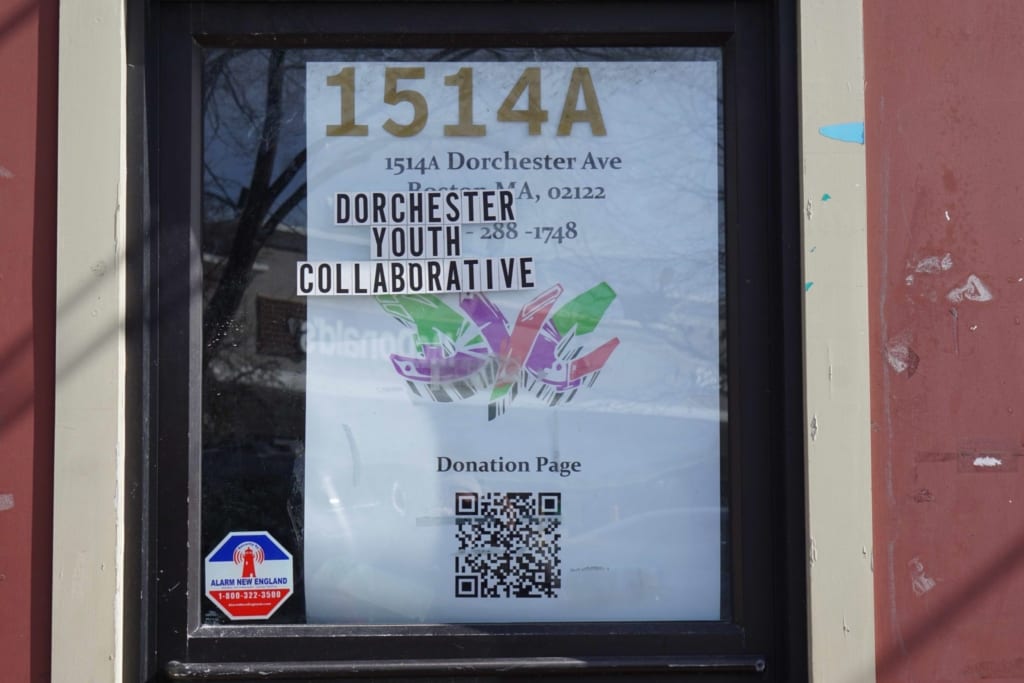 1514A
1514A Dorchester Ave
Boston MA, 02122
DORCHESTER
YOUTH
- 288 -1748
COLLABORATIVE
Donation Page
ALARM NEW ENGLAND
1-800-322-3500